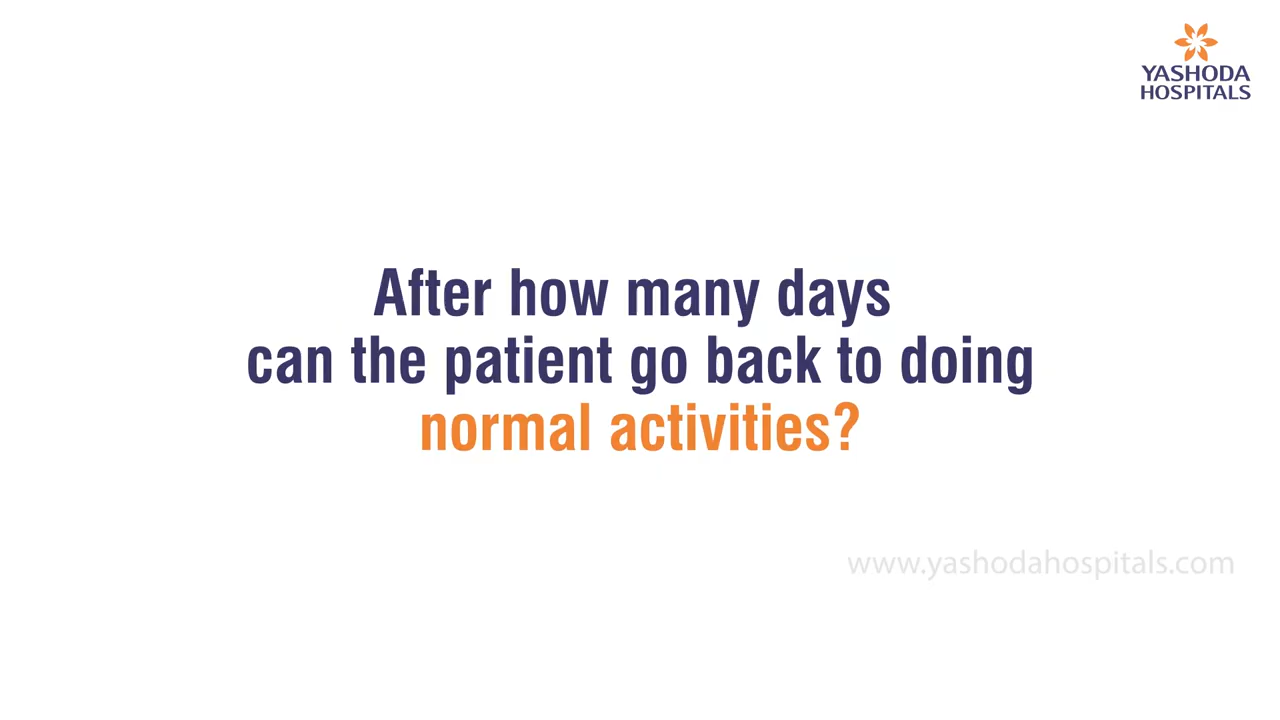 YASHODA
HOSPITALS
After how many days
can the patient go back to doing
normal activities?
www.yashodahospitals.com